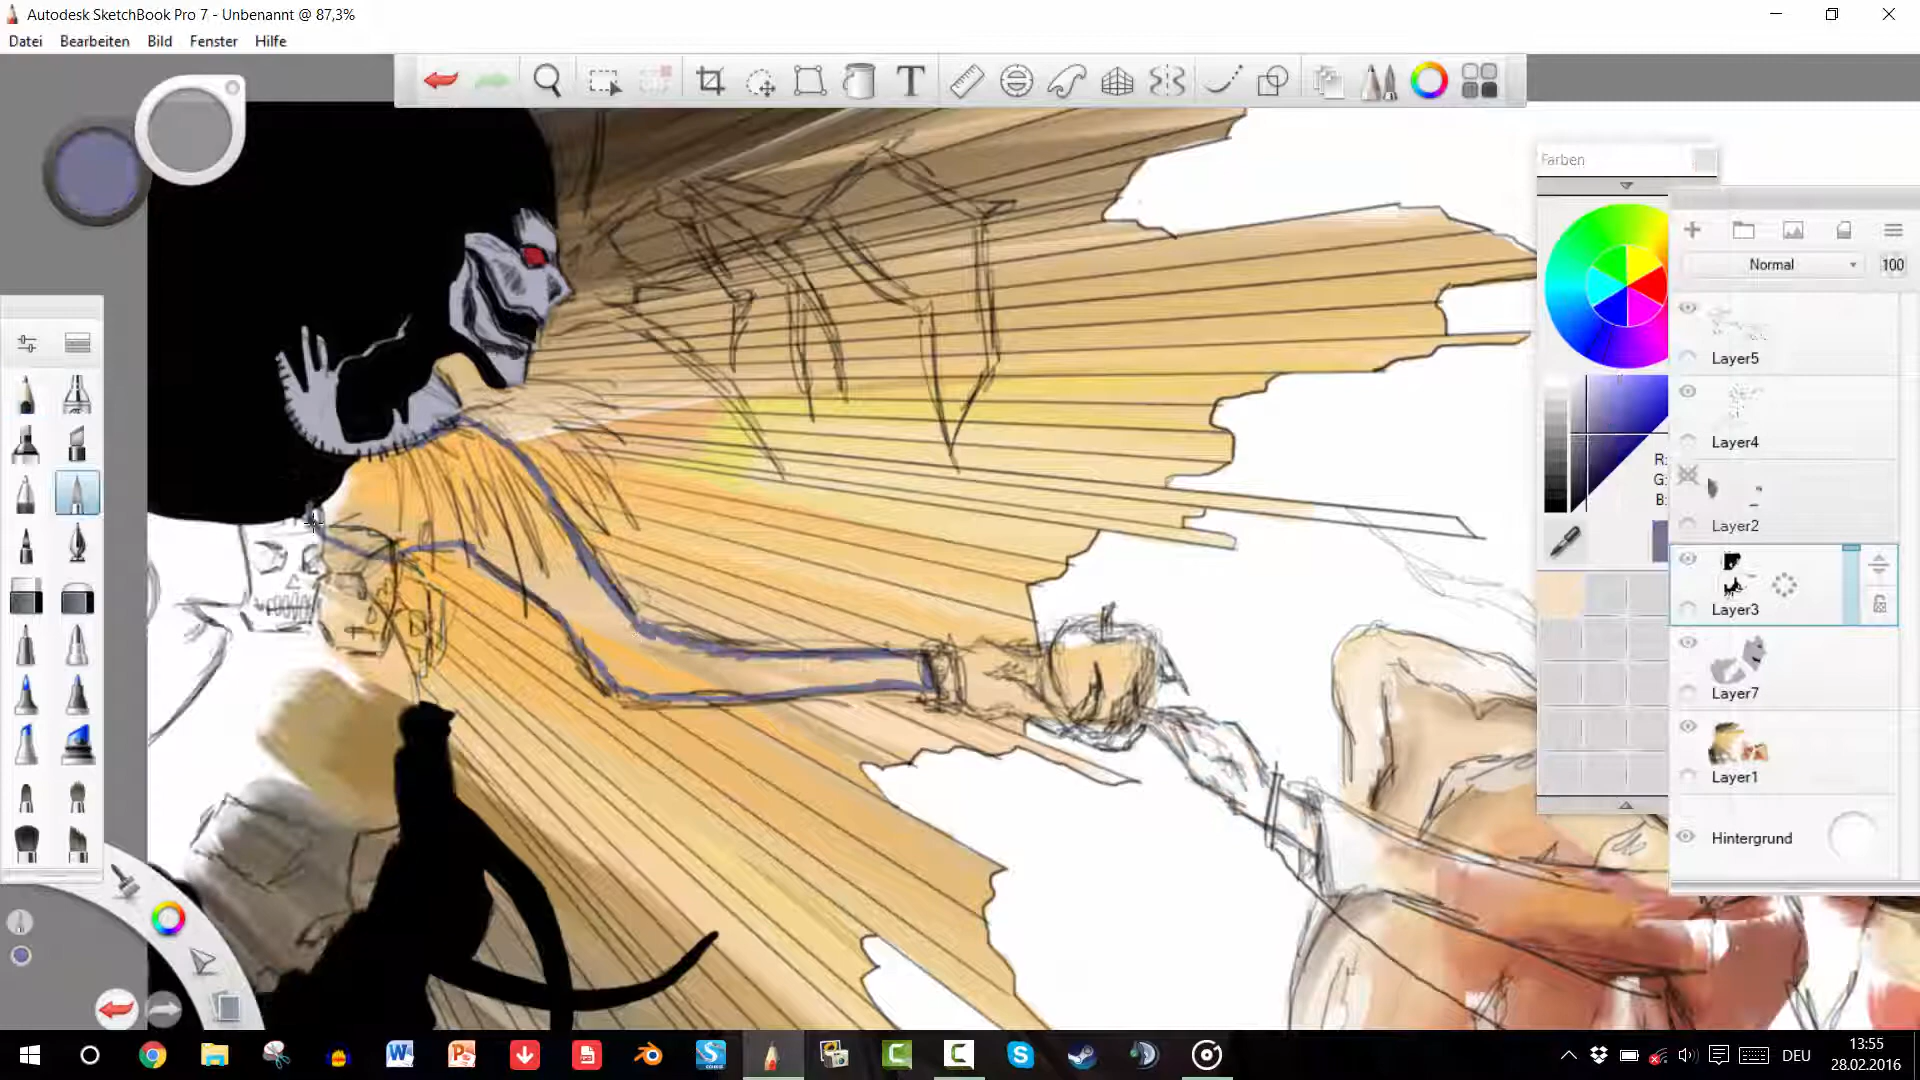 Autodesk SketchBook Pro 7 - Unbenannt @ 87,3%
Datei Bearbeiten Bild Fenster Hilfe
T
Farben
Normal 100
Layer5
Layer4
R:
G:
B:
Layer2
Layer3
Layer7
Layer1
Hintergrund
DEU
13:55
28.02.2016